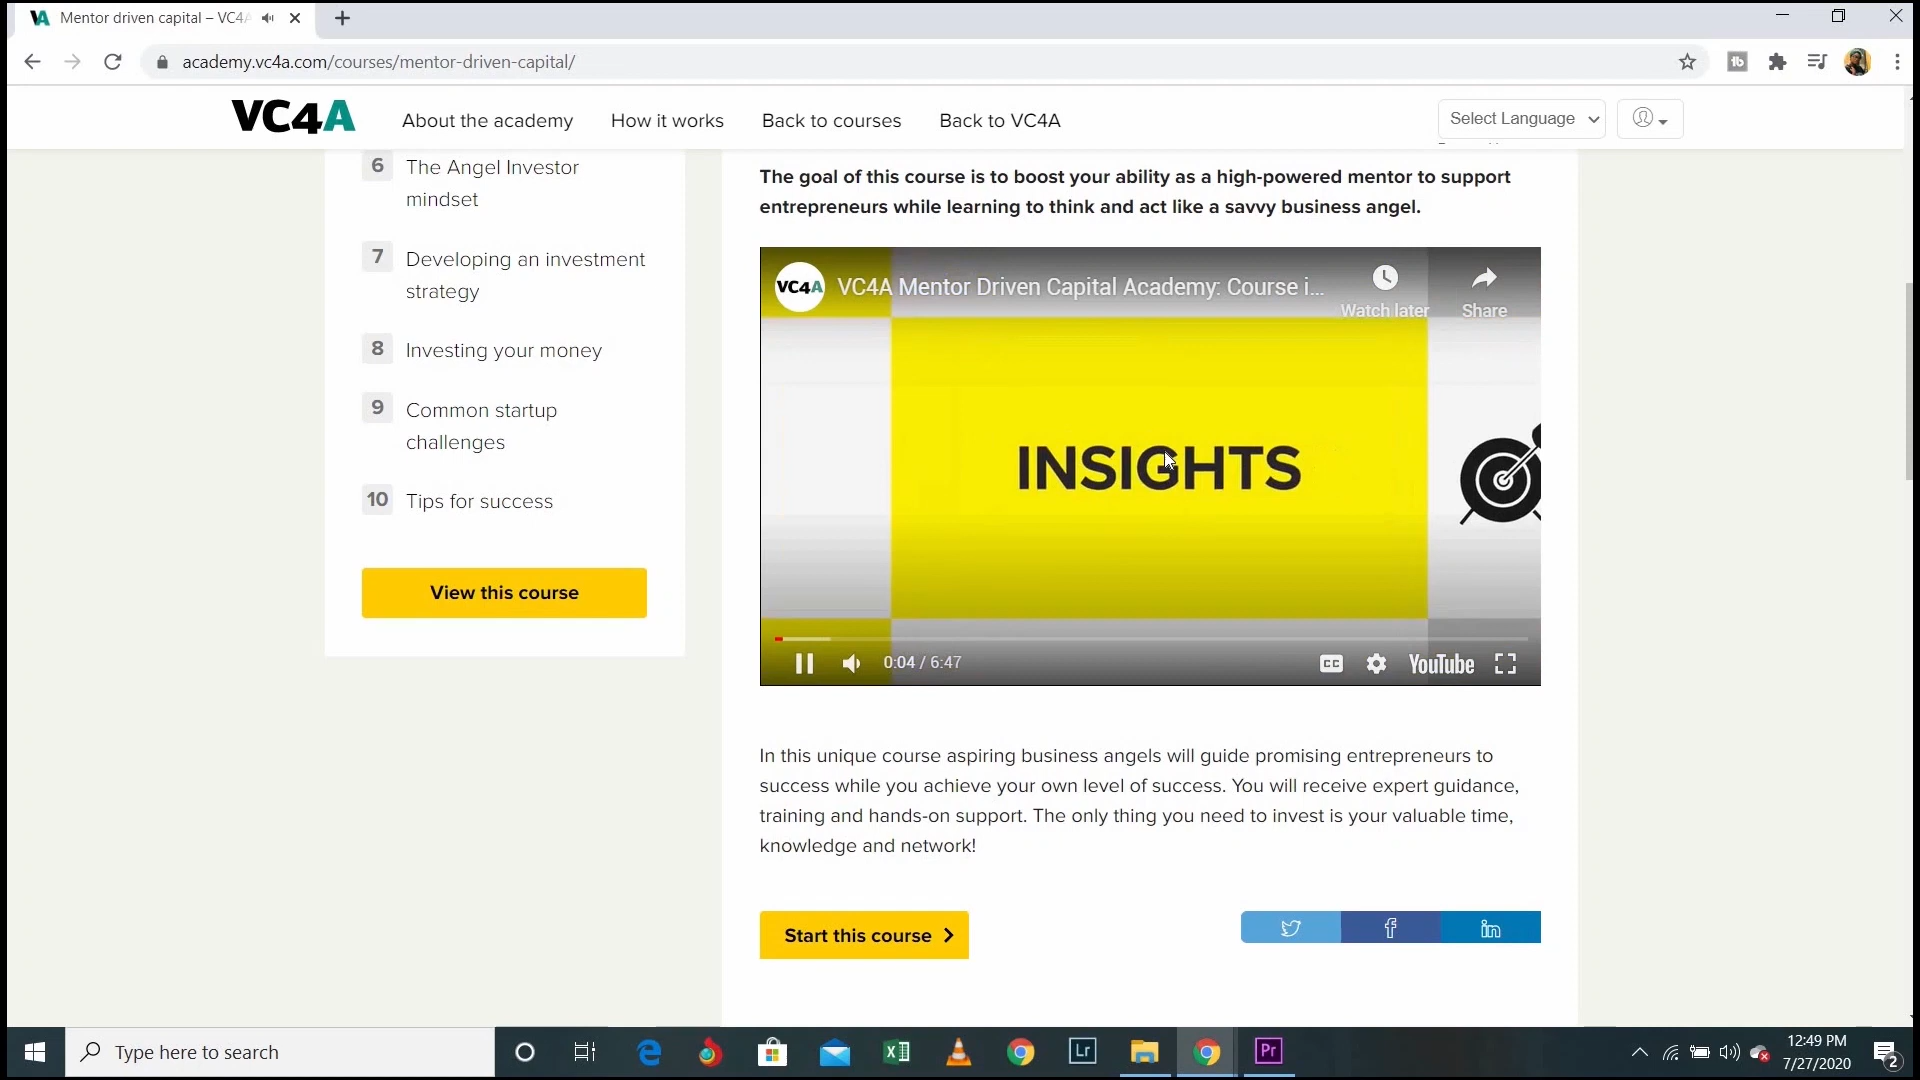 Mentor driven capital – VC4A
academy.vc4a.com/courses/mentor-driven-capital/
VC4A
About the academy
How it works
Back to courses
Back to VC4A
Select Language
6
The Angel Investor
mindset
7
Developing an investment
strategy
8
Investing your money
9
Common startup
challenges
10
Tips for success
View this course
The goal of this course is to boost your ability as a high-powered mentor to support
entrepreneurs while learning to think and act like a savvy business angel.
VC4A
VC4A Mentor Driven Capital Academy: Course i...
Watch later
Share
INSIGHTS
0:04 / 6:47
CC
YouTube
In this unique course aspiring business angels will guide promising entrepreneurs to
success while you achieve your own level of success. You will receive expert guidance,
training and hands-on support. The only thing you need to invest is your valuable time,
knowledge and network!
Start this course
Type here to search
Lr
Pr
12:49 PM
7/27/2020
2